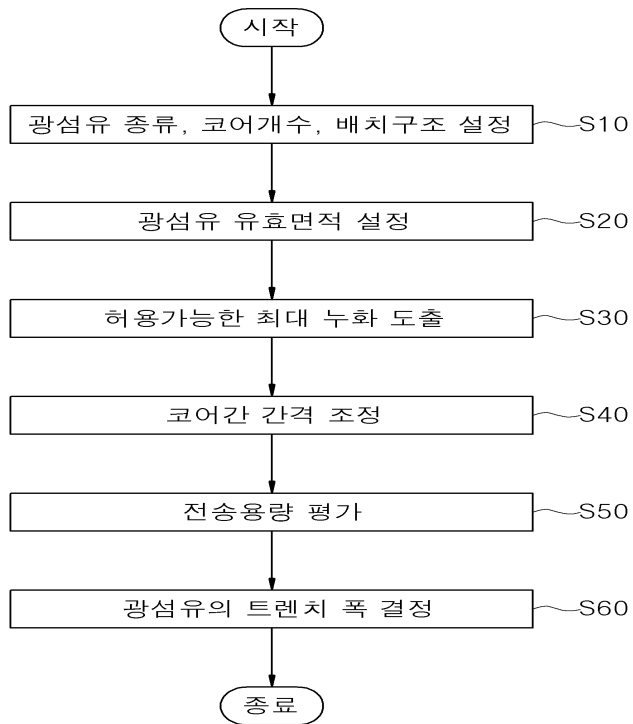 시작
광섬유 종류, 코어개수, 배치구조 설정 S10
광섬유 유효면적 설정 S20
허용가능한 최대 누화 도출 S30
코어간 간격 조정 S40
전송용량 평가 S50
광섬유의 트렌치 폭 결정 S60
종료